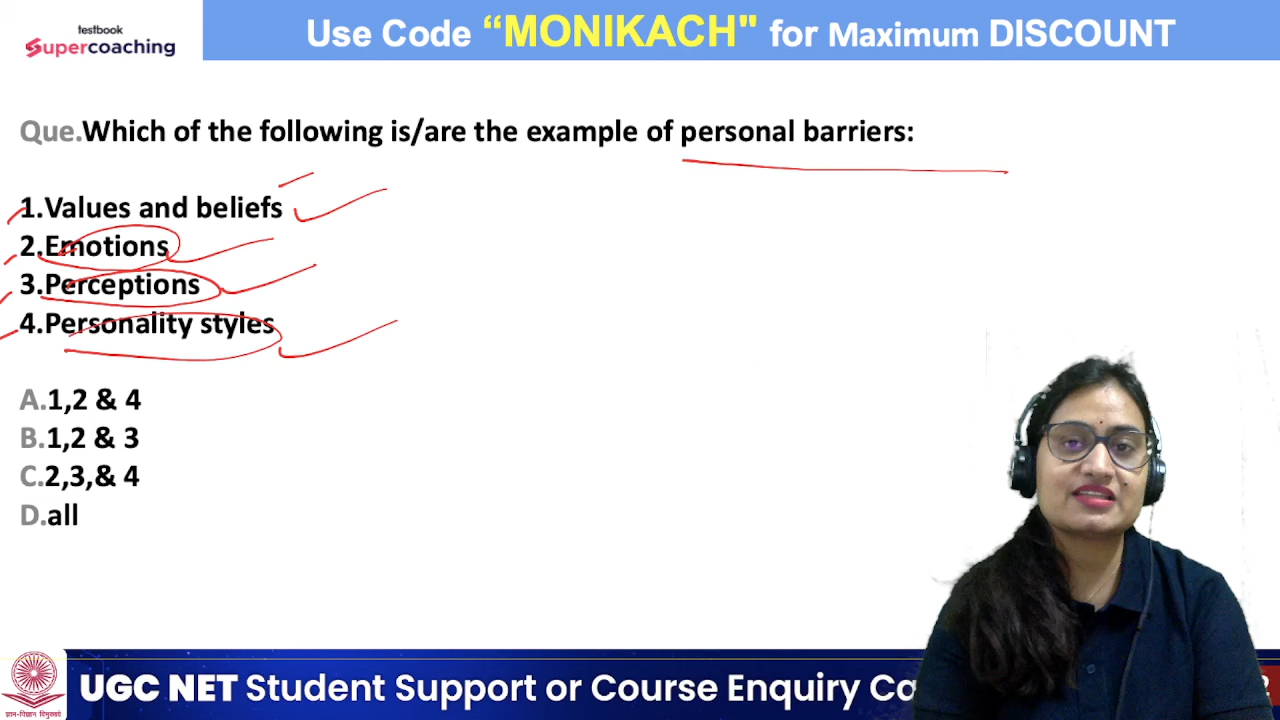 testbook
Supercoaching
Use Code “MONIKACH" for Maximum DISCOUNT
Que.Which of the following is/are the example of personal barriers:
1.Values and beliefs
2.Emotions
3.Perceptions
4.Personality styles
A.1,2 & 4
B.1,2 & 3
C.2,3,& 4
D.all
ज्ञान-विज्ञान विमुक्तये
UGC NET Student Support or Course Enquiry Ca